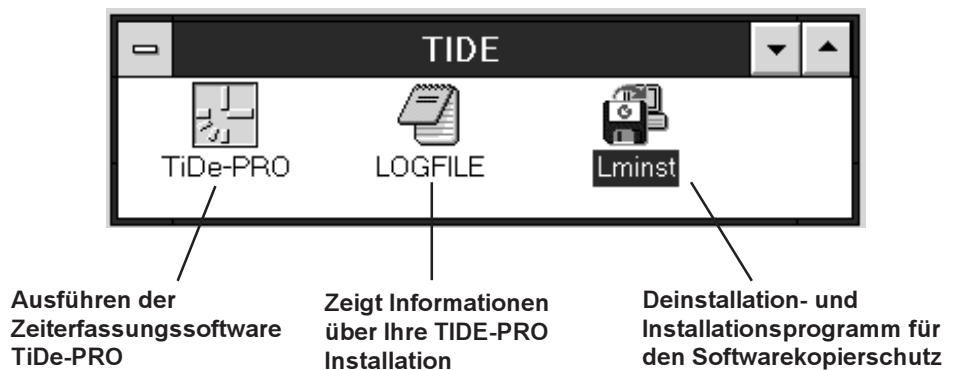 TIDE
TiDe-PRO LOGFILE Lminst
Ausführen der
Zeiterfassungssoftware
TiDe-PRO
Zeigt Informationen
über Ihre TIDE-PRO
Installation
Deinstallation- und
Installationsprogramm für
den Softwarekopierschutz